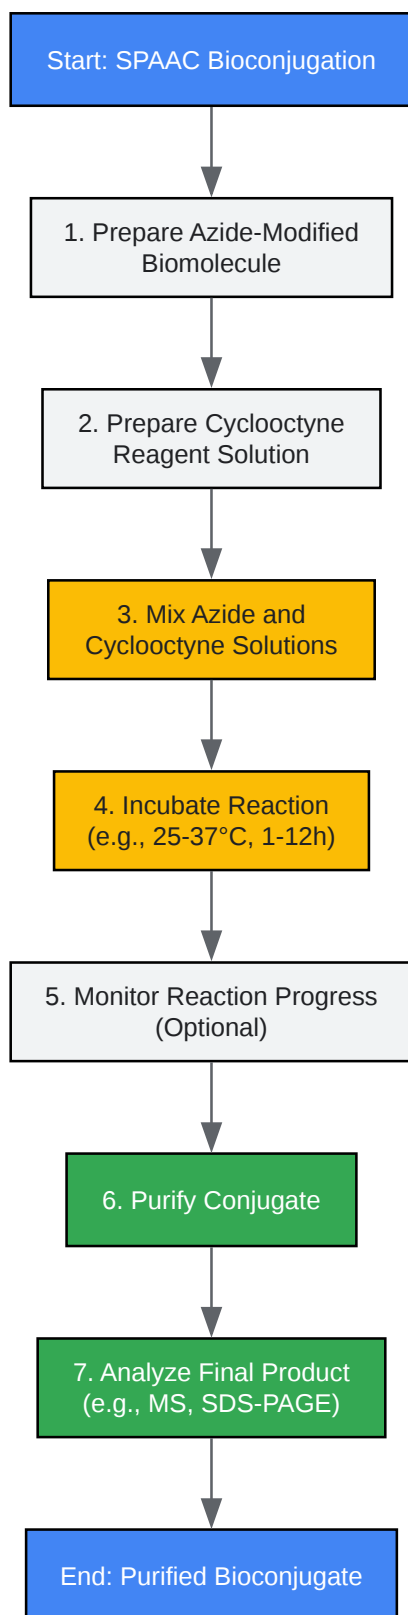 Start: SPAAC Bioconjugation
1. Prepare Azide-Modified
Biomolecule
2. Prepare Cyclooctyne
Reagent Solution
3. Mix Azide and
Cyclooctyne Solutions
4. Incubate Reaction
(e.g., 25-37°C, 1-12h)
5. Monitor Reaction Progress
(Optional)
6. Purify Conjugate
7. Analyze Final Product
(e.g., MS, SDS-PAGE)
End: Purified Bioconjugate